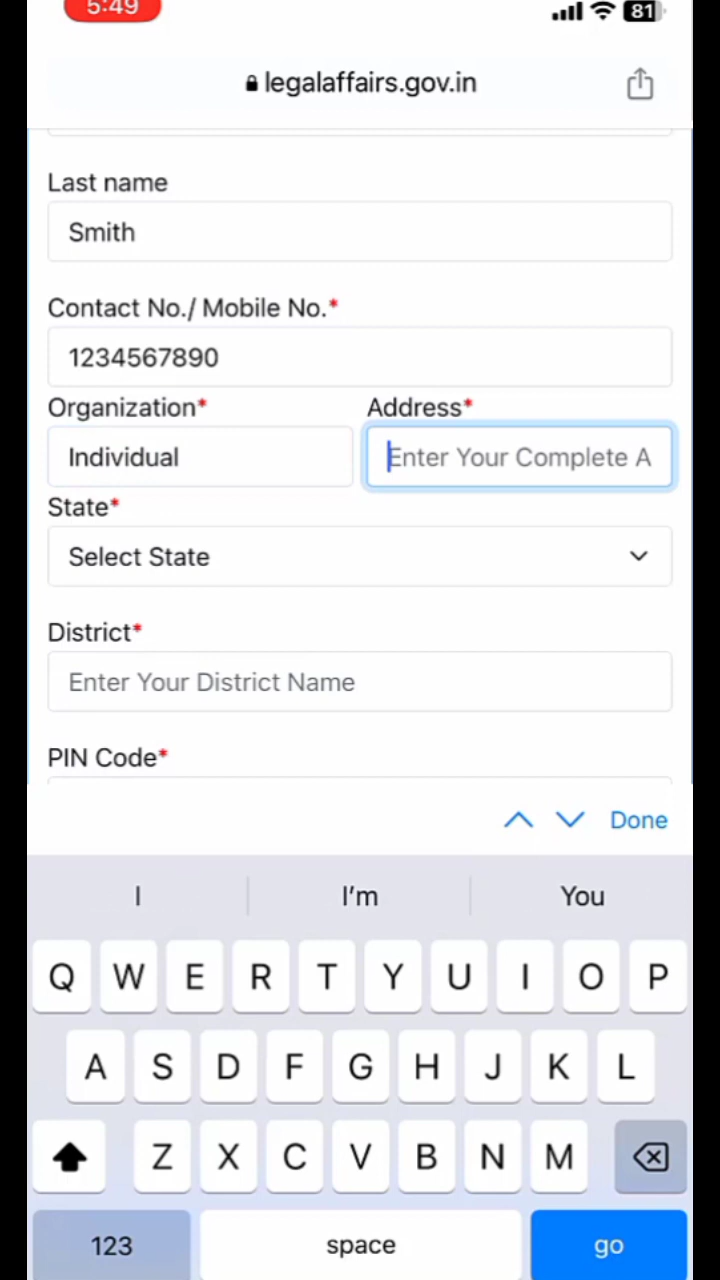 5:49
81
legalaffairs.gov.in
Last name
Smith
Contact No./ Mobile No.*
1234567890
Organization* Address*
Individual Enter Your Complete A
State*
Select State
District*
Enter Your District Name
PIN Code*
Done
I I'm You
Q W E R T Y U I O P
A S D F G H J K L
Z X C V B N M
123 space go